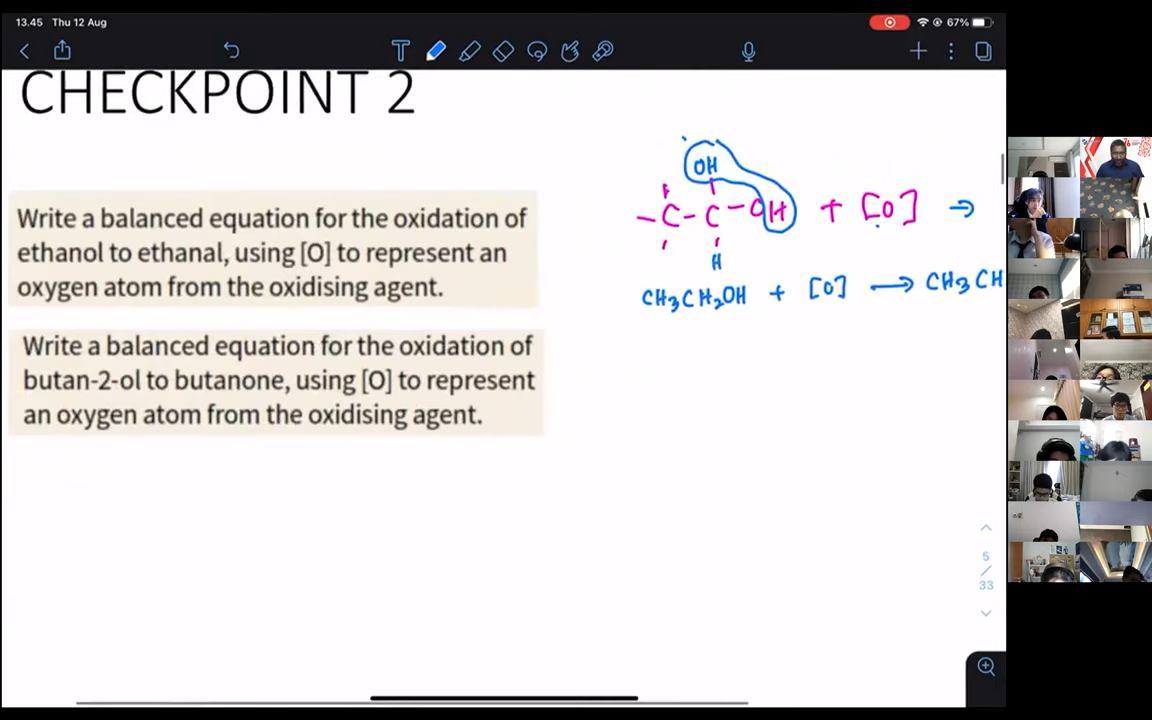 13.45 Thu 12 Aug
67%
CHECKPOINT 2
Write a balanced equation for the oxidation of
ethanol to ethanal, using [O] to represent an
oxygen atom from the oxidising agent.
Write a balanced equation for the oxidation of
butan-2-ol to butanone, using [O] to represent
an oxygen atom from the oxidising agent.
OH
-C-C-OH + [O] →
H
CH₃CH₂OH + [O] → CH₃CH
5
/
33